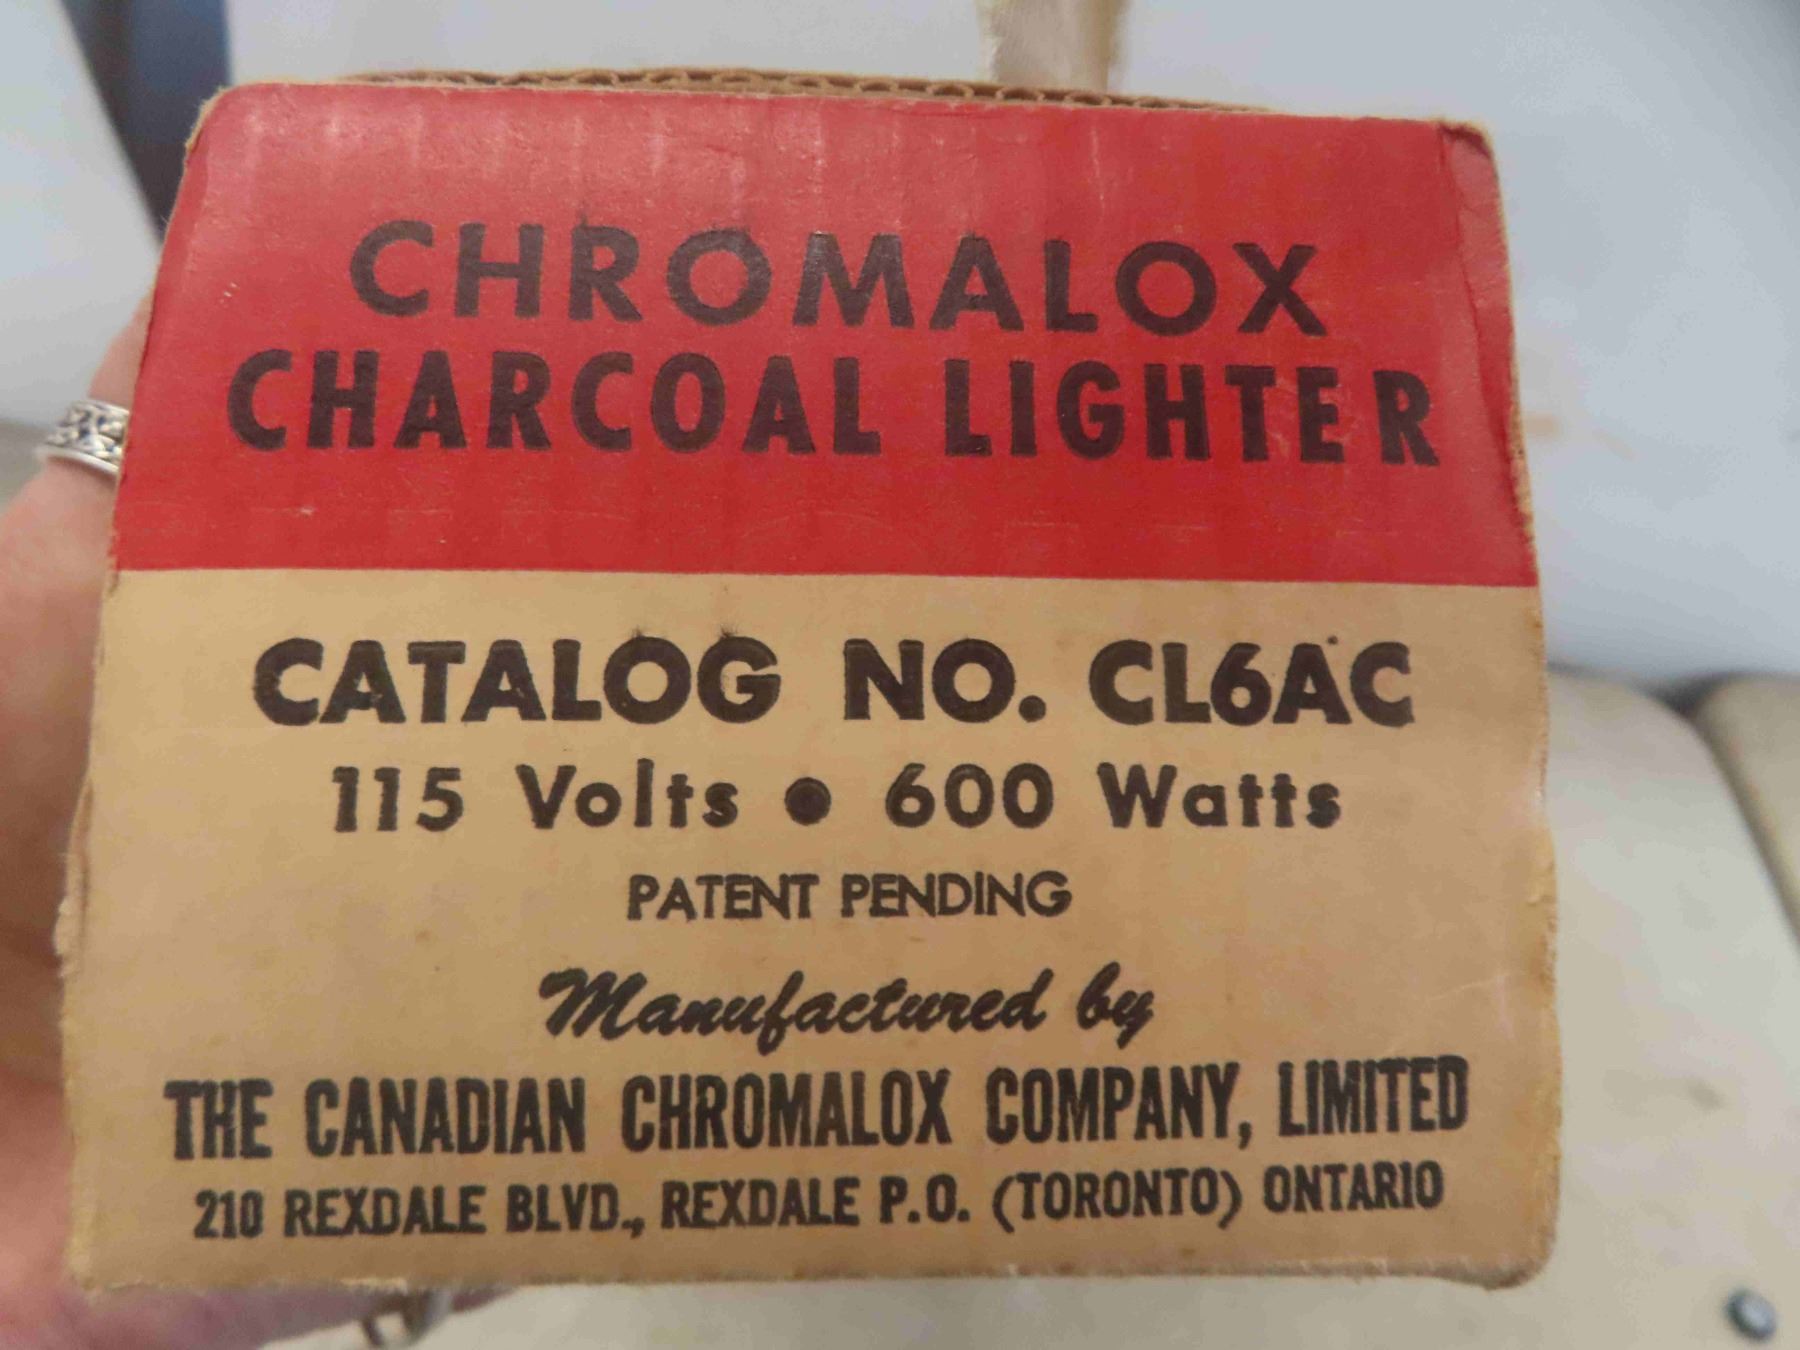 CHROMALOX
CHARCOAL LIGHTER
CATALOG NO. CL6AC
115 Volts • 600 Watts
PATENT PENDING
Manufactured by
THE CANADIAN CHROMALOX COMPANY, LIMITED
210 REXDALE BLVD., REXDALE P.O. (TORONTO) ONTARIO